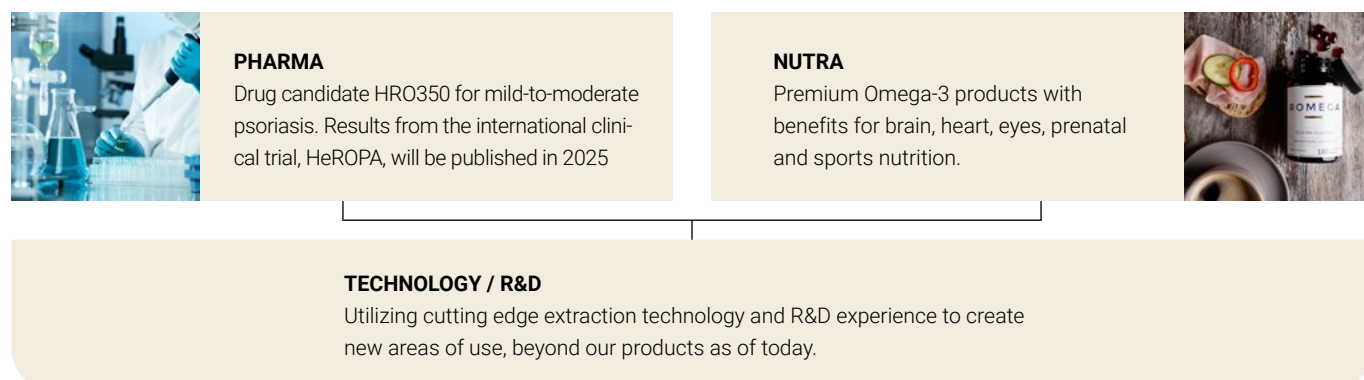 PHARMA
Drug candidate HRO350 for mild-to-moderate
psoriasis. Results from the international clini-
cal trial, HeROPA, will be published in 2025
NUTRA
Premium Omega-3 products with
benefits for brain, heart, eyes, prenatal
and sports nutrition.
ROMEGA
TECHNOLOGY / R&D
Utilizing cutting edge extraction technology and R&D experience to create
new areas of use, beyond our products as of today.